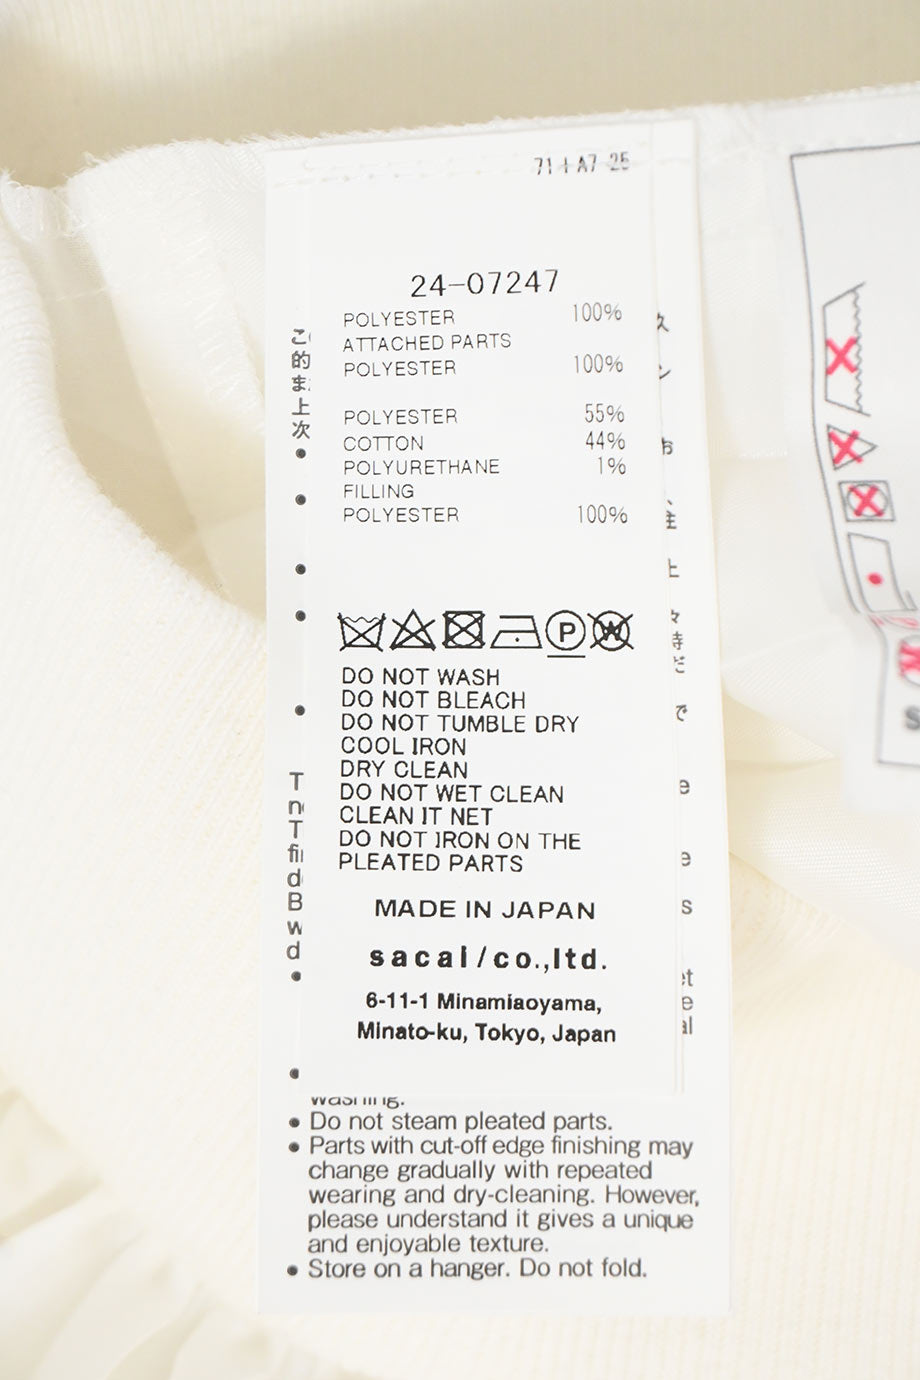 71+A7-25
24-07247
POLYESTER 100%
ATTACHED PARTS
POLYESTER 100%
POLYESTER 55%
COTTON 44%
POLYURETHANE 1%
FILLING
POLYESTER 100%
P W
DO NOT WASH
DO NOT BLEACH
DO NOT TUMBLE DRY
COOL IRON
DRY CLEAN
DO NOT WET CLEAN
CLEAN IT NET
DO NOT IRON ON THE
PLEATED PARTS
MADE IN JAPAN
sacai/co.,ltd.
6-11-1 Minamiaoyama,
Minato-ku, Tokyo, Japan
washing.
• Do not steam pleated parts.
• Parts with cut-off edge finishing may
change gradually with repeated
wearing and dry-cleaning. However,
please understand it gives a unique
and enjoyable texture.
• Store on a hanger. Do not fold.